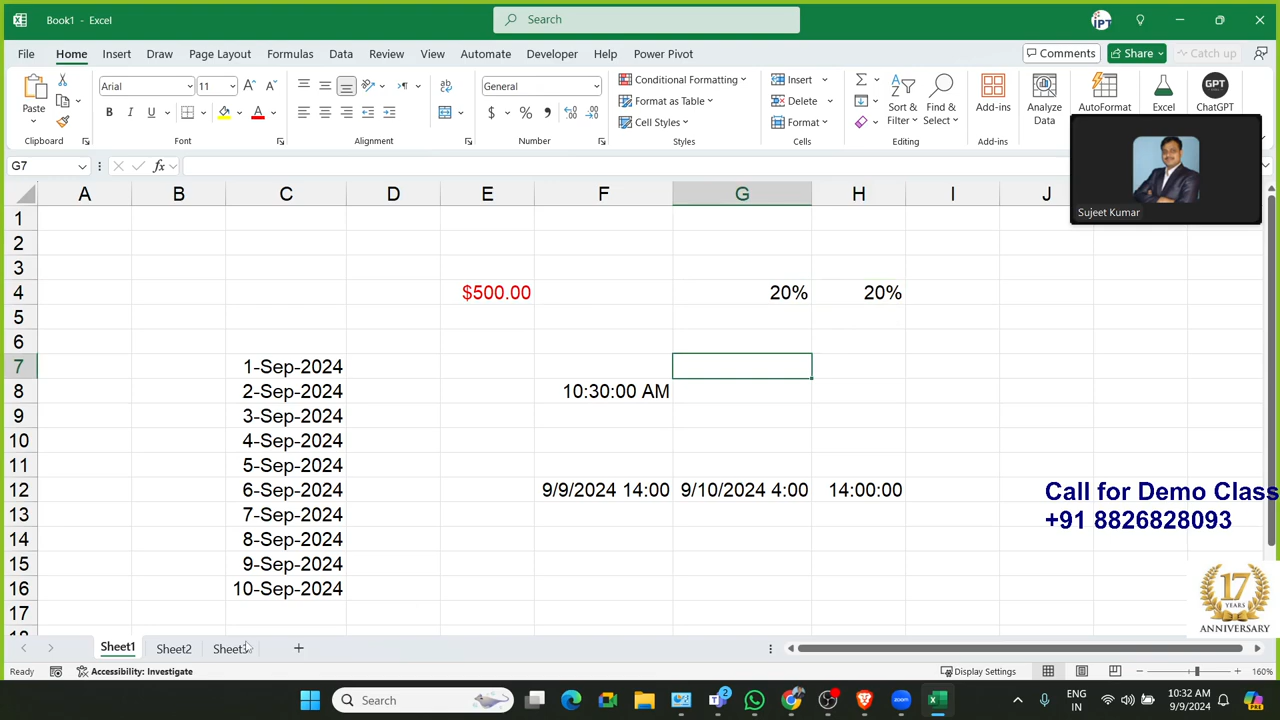 Book1 - Excel
Search
File Home Insert Draw Page Layout Formulas Data Review View Automate Developer Help Power Pivot
Comments Share Catch up
Arial 11 General
Conditional Formatting Insert
Format as Table Delete
Cell Styles Format
Paste
Sort & Filter
Find & Select
Add-ins
Analyze Data
AutoFormat
Excel
ChatGPT
GPT
Clipboard Font Alignment Number Styles Cells Editing Add-ins
G7
fx
IPT
Sujeet Kumar
A B C D E F G H I J
1
2
3
4 $500.00 20% 20%
5
6
7 1-Sep-2024
8 2-Sep-2024 10:30:00 AM
9 3-Sep-2024
10 4-Sep-2024
11 5-Sep-2024
12 6-Sep-2024 9/9/2024 14:00 9/10/2024 4:00 14:00:00
13 7-Sep-2024
14 8-Sep-2024
15 9-Sep-2024
16 10-Sep-2024
17
Call for Demo Class
+91 8826828093
17
YEARS
ANNIVERSARY
Sheet1 Sheet2
Ready Accessibility: Investigate Display Settings 160%
Search
2
ENG
IN
10:32 AM
9/9/2024